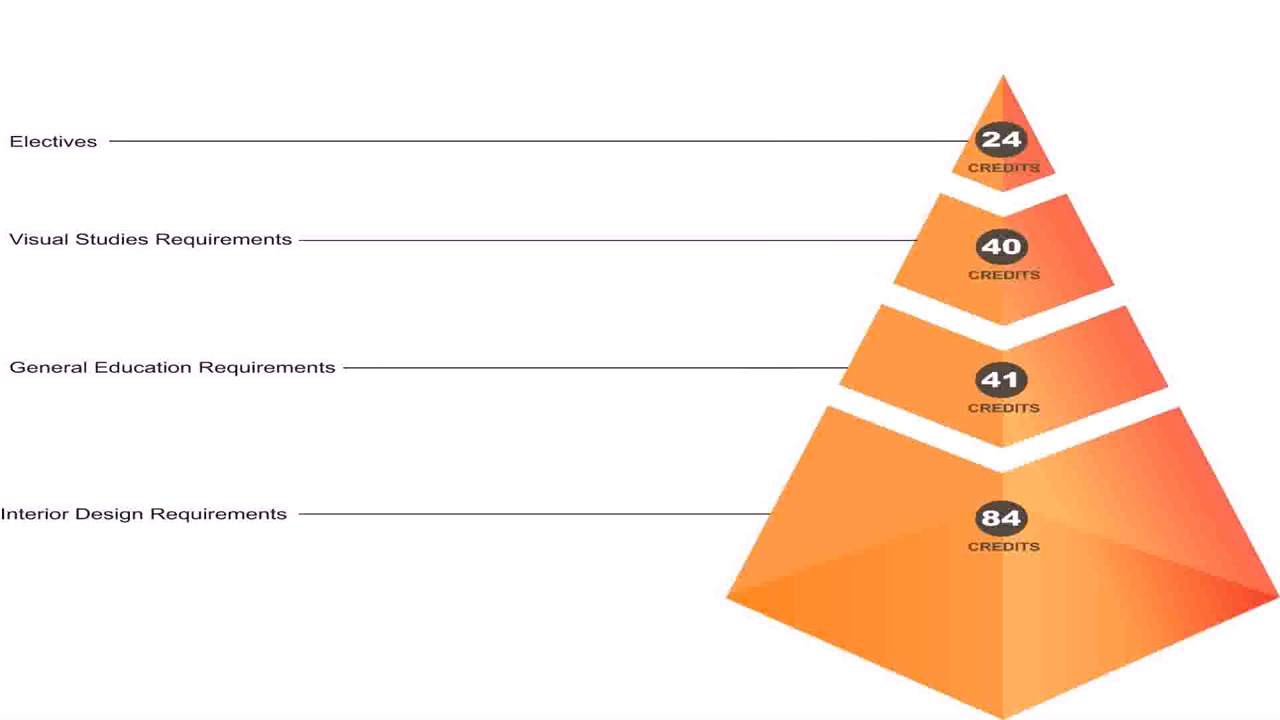 Electives
24
CREDITS
Visual Studies Requirements
40
CREDITS
General Education Requirements
41
CREDITS
Interior Design Requirements
84
CREDITS